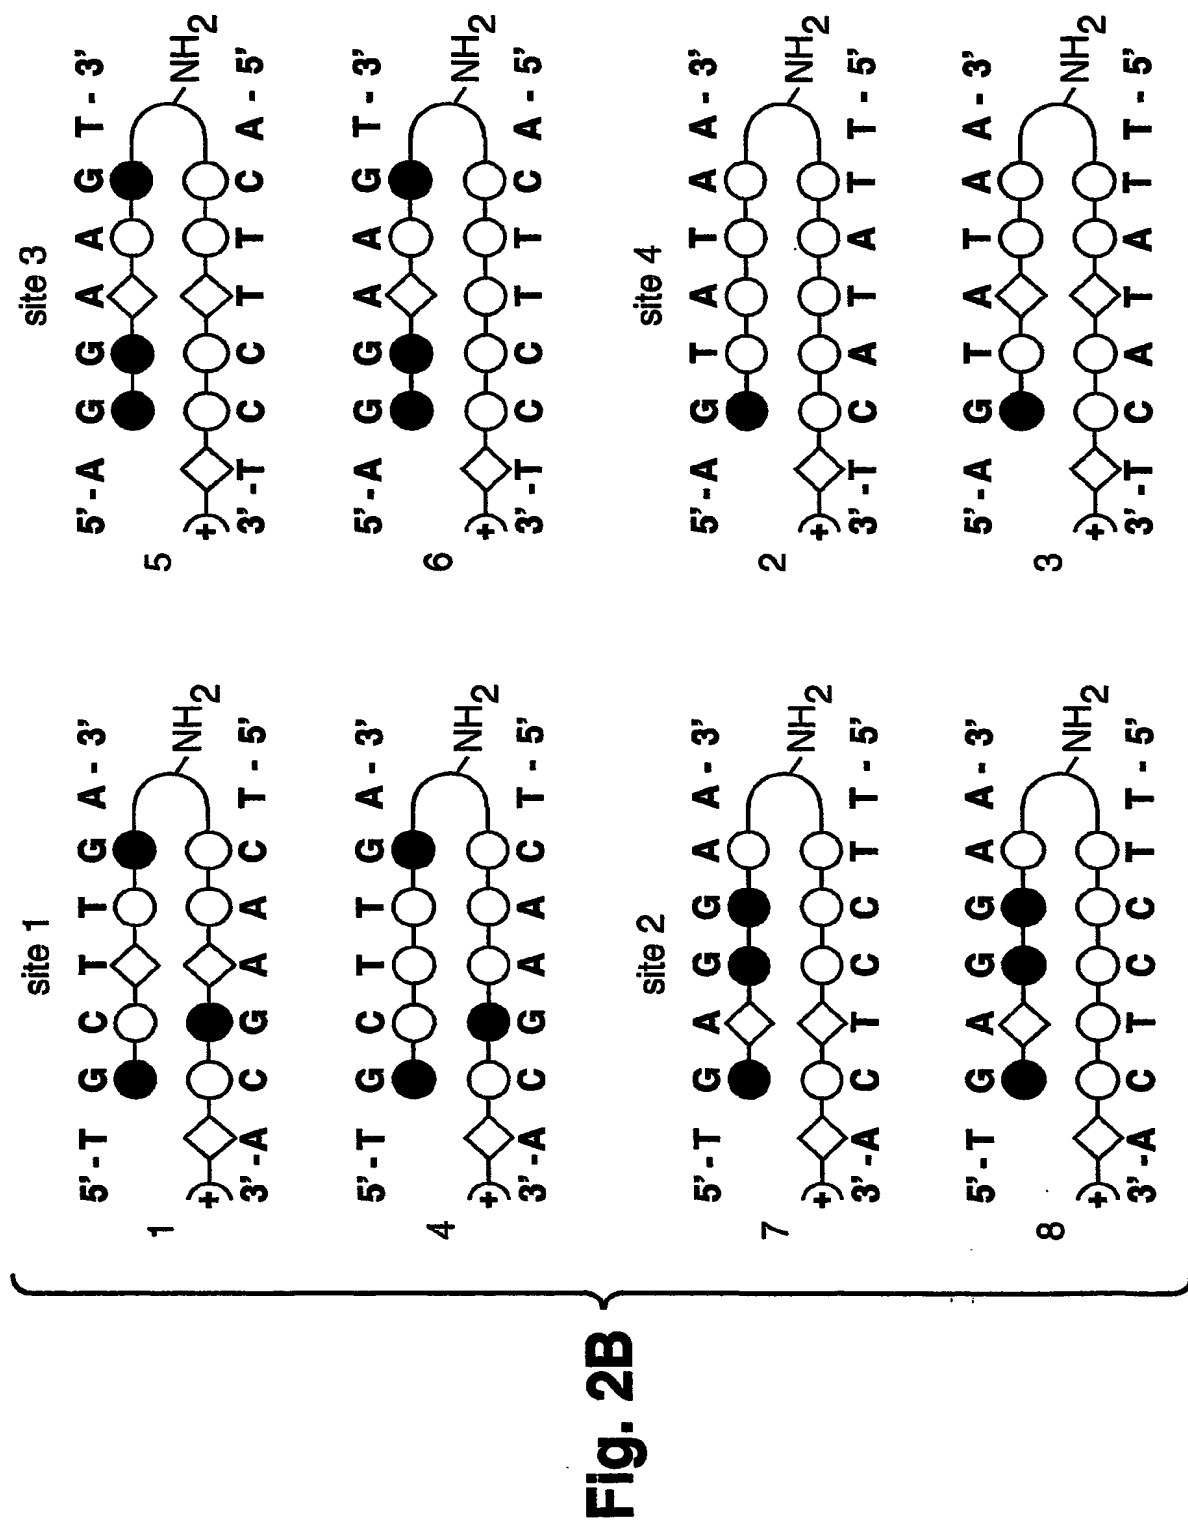 Fig. 2B
site 1
5'-T G C T T G A-3'
1
NH2
3'-A C G A A C T-5'
5'-T G C T T G A-3'
4
NH2
3'-A C G A A C T-5'
site 2
5'-T G A G G A A-3'
7
NH2
3'-A C T C C T T-5'
5'-T G A G G A A-3'
8
NH2
3'-A C T C C T T-5'
site 3
5'-A G G A A G T-3'
5
NH2
3'-T C C T T C A-5'
5'-A G G A A G T-3'
6
NH2
3'-T C C T T C A-5'
site 4
5'-A G T A T A A-3'
2
NH2
3'-T C A T A T T-5'
5'-A G T A T A A-3'
3
NH2
3'-T C A T A T T-5'